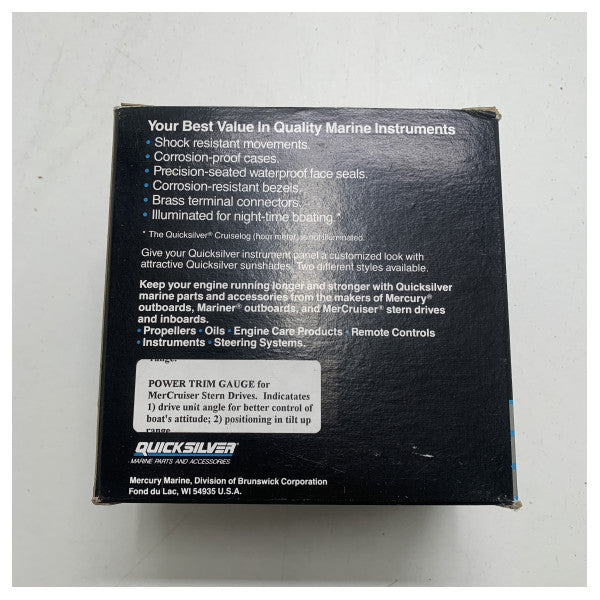 Your Best Value In Quality Marine Instruments
• Shock resistant movements.
• Corrosion-proof cases.
• Precision-seated waterproof face seals.
• Corrosion-resistant bezels.
• Brass terminal connectors.
• Illuminated for night-time boating.*
* The Quicksilver® Cruiselog (hour meter) is not illuminated.
Give your Quicksilver instrument panel a customized look with
attractive Quicksilver sunshades. Two different styles available.
Keep your engine running longer and stronger with Quicksilver
marine parts and accessories from the makers of Mercury®
outboards, Mariner® outboards, and MerCruiser® stern drives
and inboards.
• Propellers • Oils • Engine Care Products • Remote Controls
• Instruments • Steering Systems.
range.
POWER TRIM GAUGE for
MerCruiser Stern Drives. Indicatates
1) drive unit angle for better control of
boat's attitude; 2) positioning in tilt up
range
QUICKSILVER®
MARINE PARTS AND ACCESSORIES
Mercury Marine, Division of Brunswick Corporation
Fond du Lac, WI 54935 U.S.A.